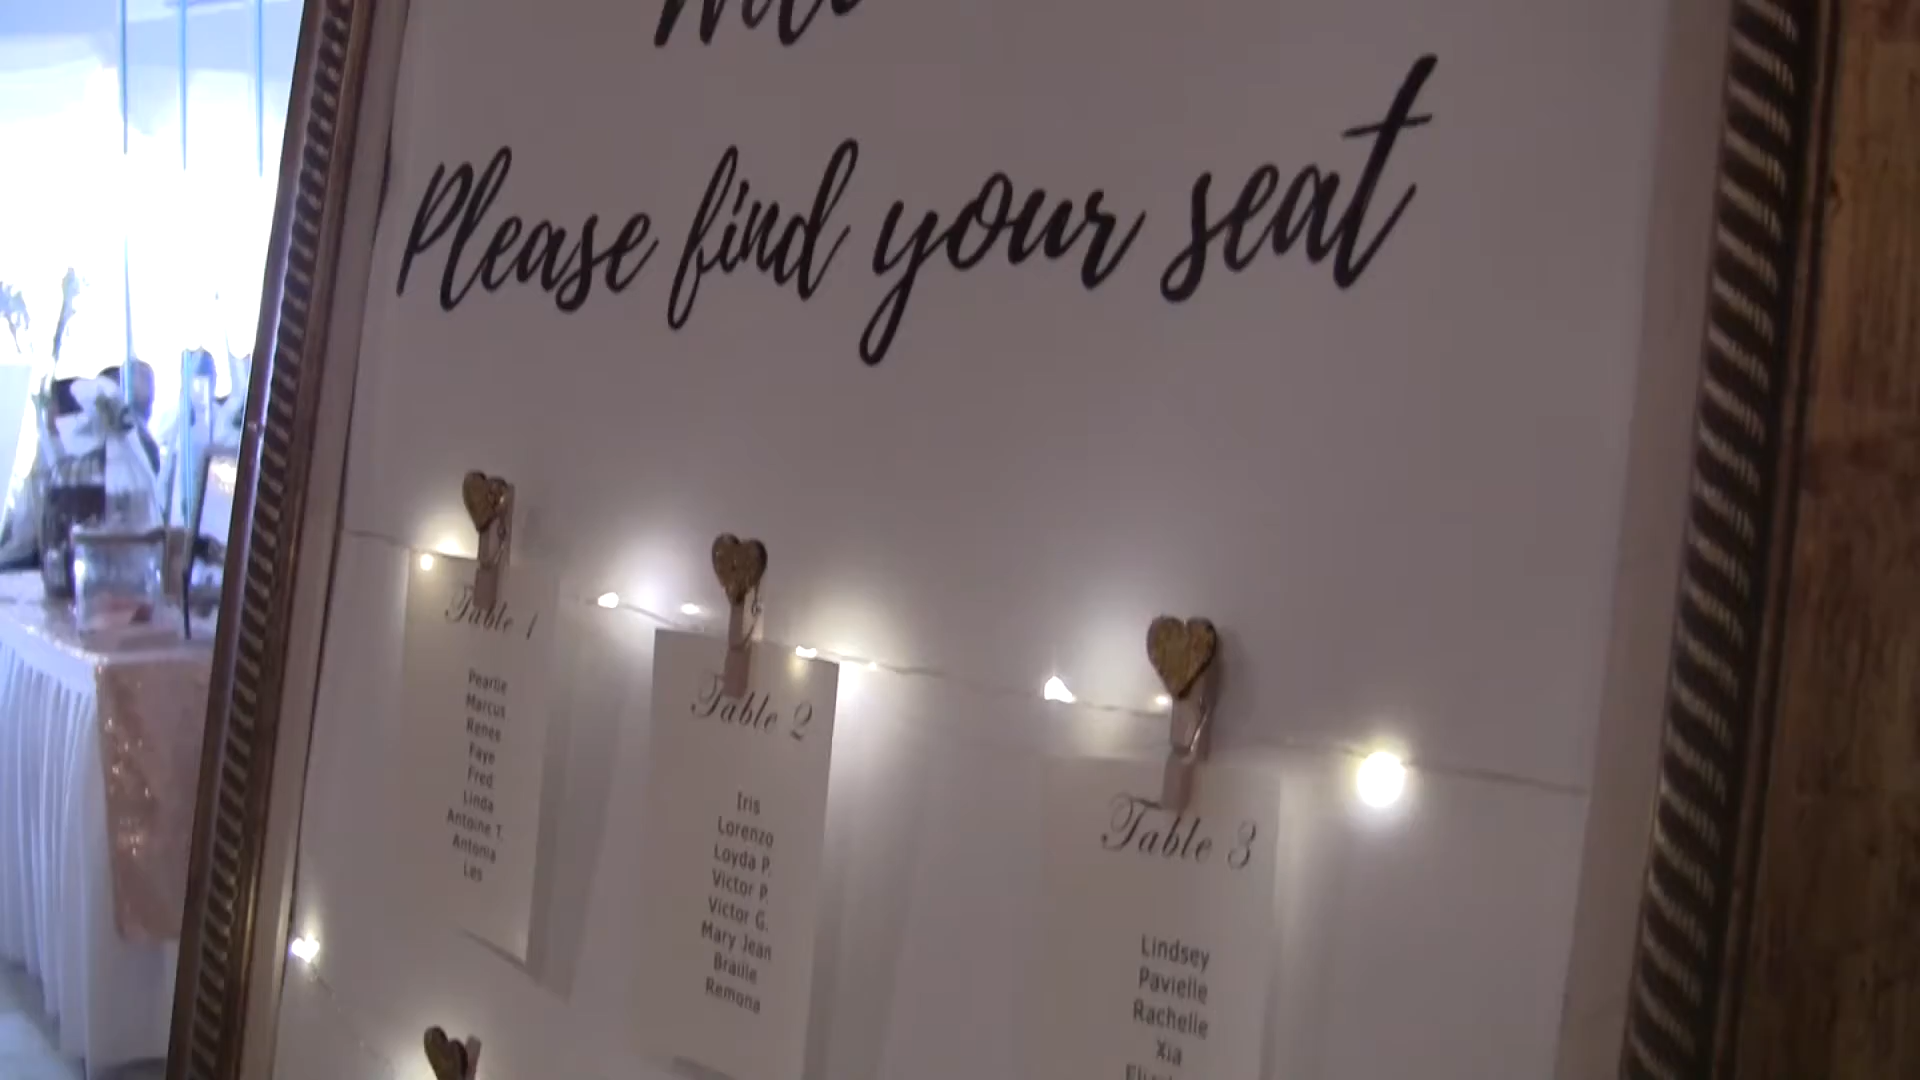 Please find your seat
Table 1
Pearlie
Marcus
Renee
Faye
Fred
Linda
Antoine T.
Antonia
Les
Table 2
Iris
Lorenzo
Loyda P.
Victor P.
Victor G.
Mary Jean
Braille
Remona
Table 3
Lindsey
Pavielle
Rachelle
Xia